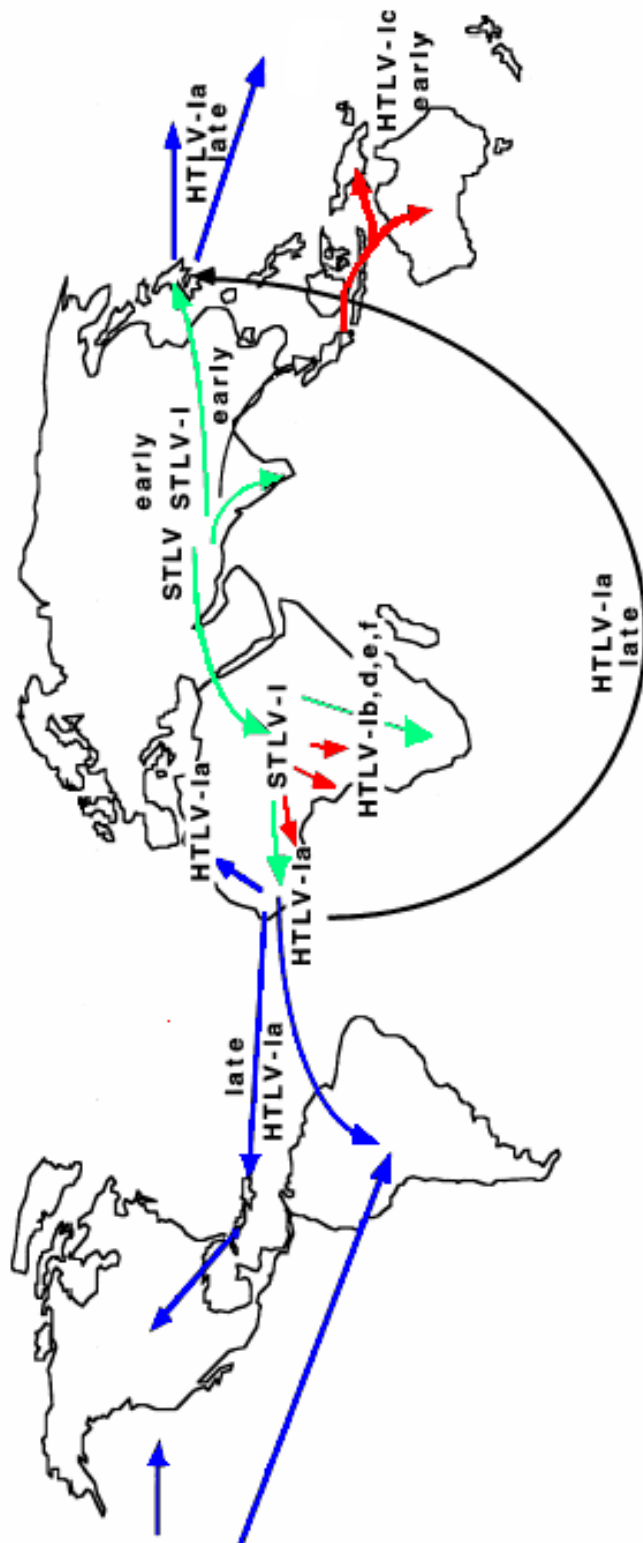 late
HTLV-Ia
HTLV-Ia
HTLV-Ia
STLV-I
HTLV-Ib,d,e,f
STLV
early
STLV-I
early
HTLV-Ia
late
HTLV-Ic
early
HTLV-Ia
late